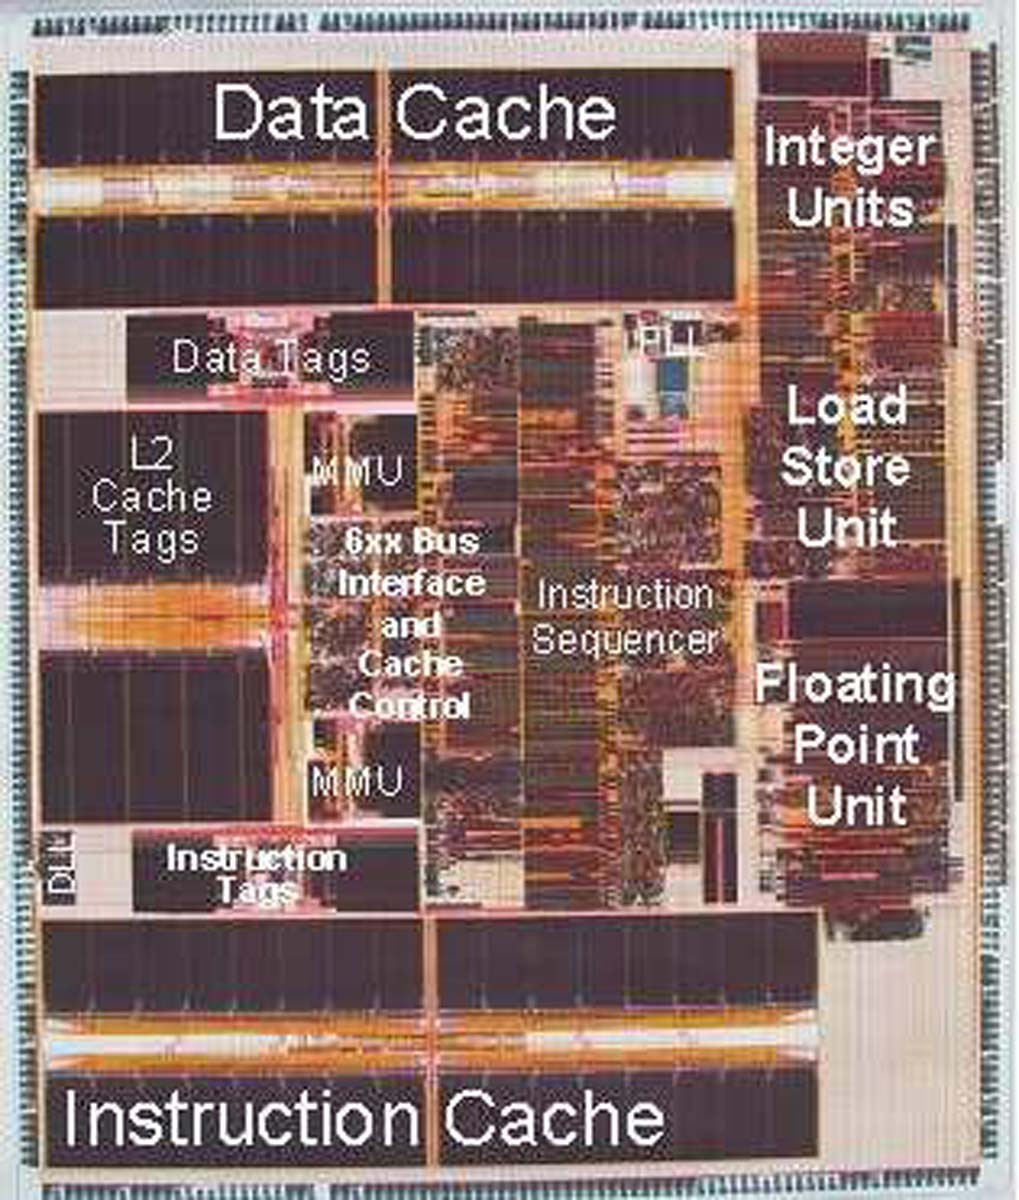 Data Cache
Integer
Units
PLL
Data Tags
Load
Store
Unit
L2
Cache
Tags
MMU
6xx Bus
Interface
and
Cache
Control
Instruction
Sequencer
Floating
Point
Unit
MMU
DLL
Instruction
Tags
Instruction Cache